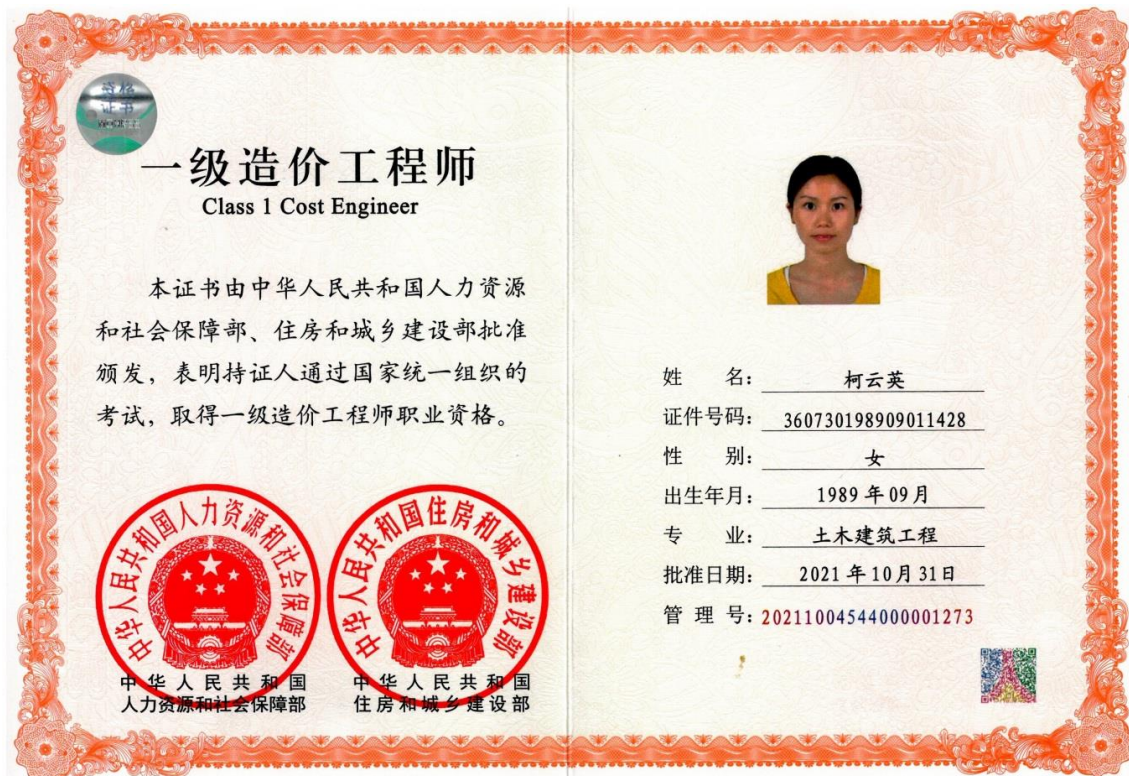 资格
证书
一级造价工程师
Class 1 Cost Engineer
本证书由中华人民共和国人力资源
和社会保障部、住房和城乡建设部批准
颁发，表明持证人通过国家统一组织的
考试，取得一级造价工程师职业资格。
中华人民共和国人力资源和社会保障部
中华人民共和国
人力资源和社会保障部
中华人民共和国住房和城乡建设部
中华人民共和国
住房和城乡建设部
姓 名： 柯云英
证件号码： 360730198909011428
性 别： 女
出生年月： 1989年09月
专 业： 土木建筑工程
批准日期： 2021年10月31日
管 理 号：20211004544000001273